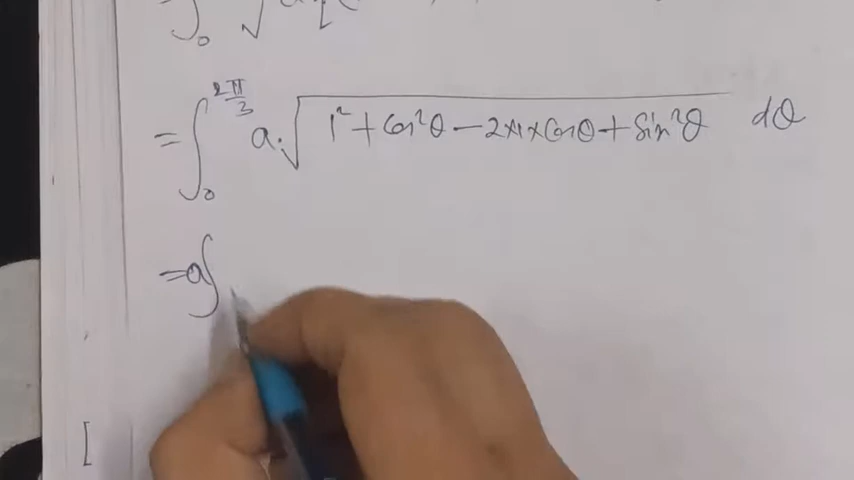 = ∫₀^{2π/3} a.√(1² + Cos²θ − 2×1×Cosθ + Sin²θ) dθ
= a∫
[